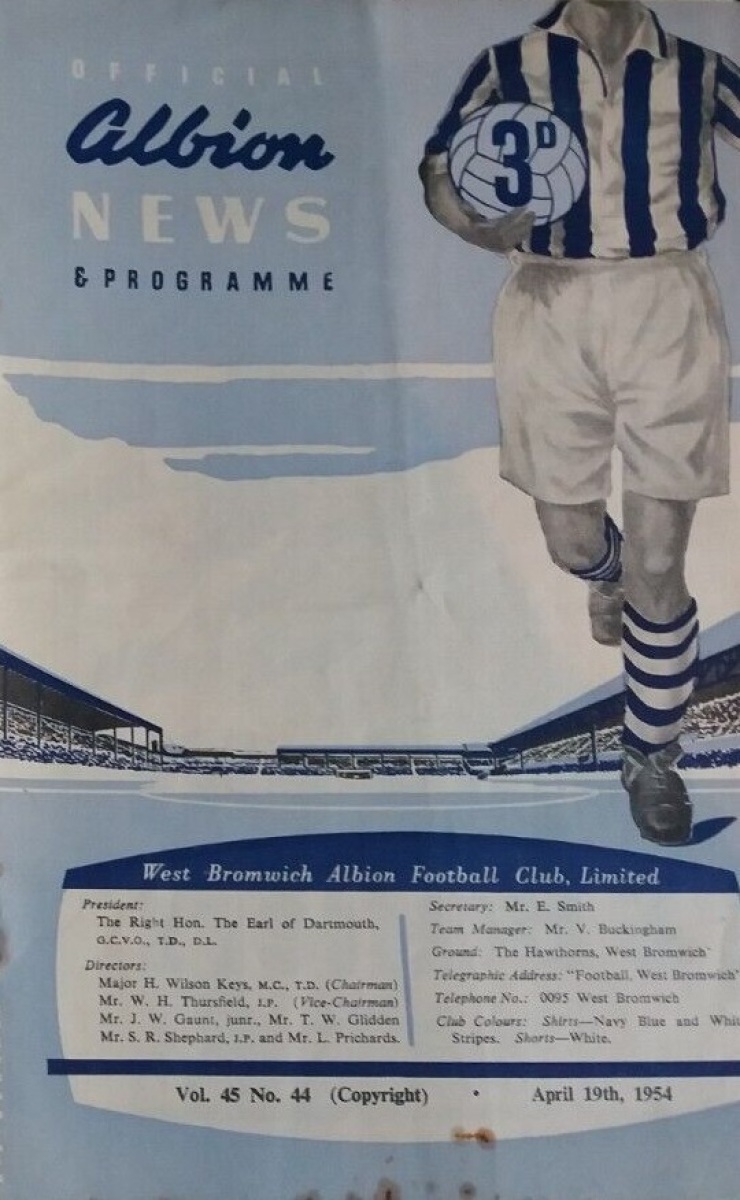 OFFICIAL
Albion
NEWS
& PROGRAMME
3D
West Bromwich Albion Football Club, Limited
President:
The Right Hon. The Earl of Dartmouth,
G.C.V.O., T.D., D.L.
Directors:
Major H. Wilson Keys, M.C., T.D. (Chairman)
Mr. W. H. Thursfield, J.P. (Vice-Chairman)
Mr. J. W. Gaunt, junr., Mr. T. W. Glidden
Mr. S. R. Shephard, J.P. and Mr. L. Prichards.
Secretary: Mr. E. Smith
Team Manager: Mr. V. Buckingham
Ground: The Hawthorns, West Bromwich
Telegraphic Address: "Football, West Bromwich"
Telephone No.: 0095 West Bromwich
Club Colours: Shirts—Navy Blue and Whit
Stripes. Shorts—White.
Vol. 45 No. 44 (Copyright) • April 19th, 1954